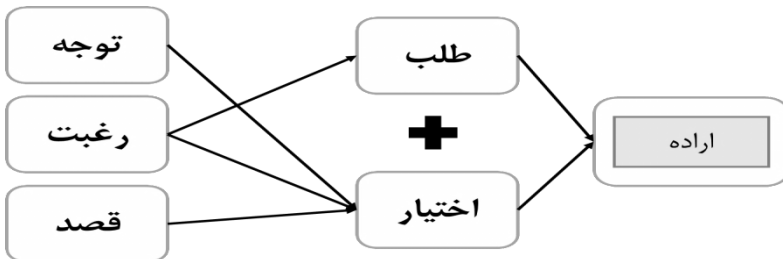 توجه
رغبت
قصد
طلب
اختیار
اراده